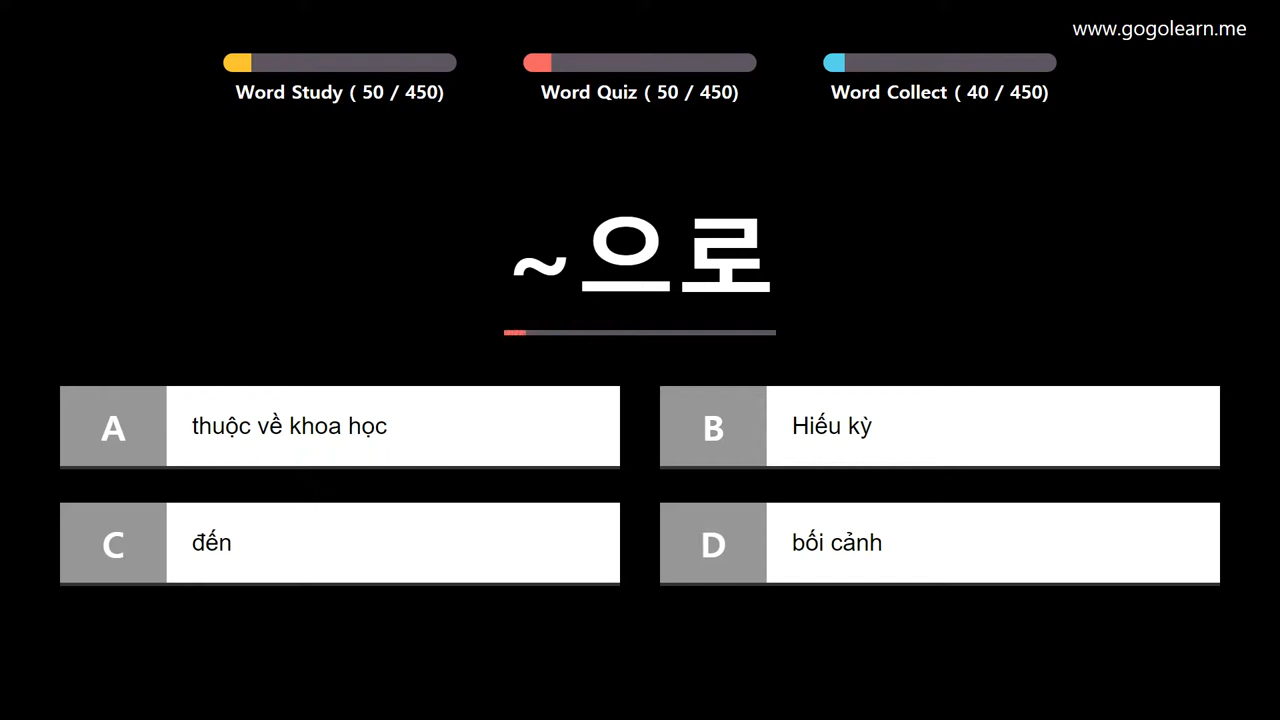 www.gogolearn.me
Word Study ( 50 / 450)
Word Quiz ( 50 / 450)
Word Collect ( 40 / 450)
~으로
A thuộc về khoa học
B Hiếu kỳ
C đến
D bối cảnh